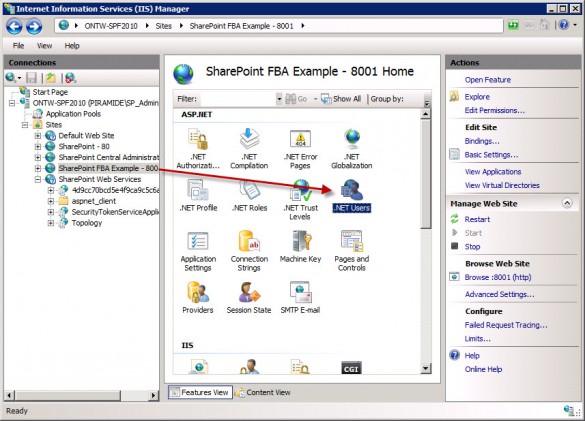 Internet Information Services (IIS) Manager
ONTW-SPF2010 Sites SharePoint FBA Example - 8001
File View Help
Connections
Start Page
ONTW-SPF2010 (PIRAMIDE\SP_Admin
Application Pools
Sites
Default Web Site
SharePoint - 80
SharePoint Central Administrat
SharePoint FBA Example - 800
SharePoint Web Services
4d9cc70bccd5e4f9ca9c5c6a
aspnet_client
SecurityTokenServiceApplic
Topology
SharePoint FBA Example - 8001 Home
Filter: Go Show All Group by:
ASP.NET
.NET Authorizati...
.NET Compilation
.NET Error Pages
.NET Globalization
.NET Profile
.NET Roles
.NET Trust Levels
.NET Users
Application Settings
Connection Strings
Machine Key
Pages and Controls
Providers
Session State
SMTP E-mail
IIS
Features View Content View
Actions
Open Feature
Explore
Edit Permissions...
Edit Site
Bindings...
Basic Settings...
View Applications
View Virtual Directories
Manage Web Site
Restart
Start
Stop
Browse Web Site
Browse :8001 (http)
Advanced Settings...
Configure
Failed Request Tracing...
Limits...
Help
Online Help
Ready
404
ab
CGI